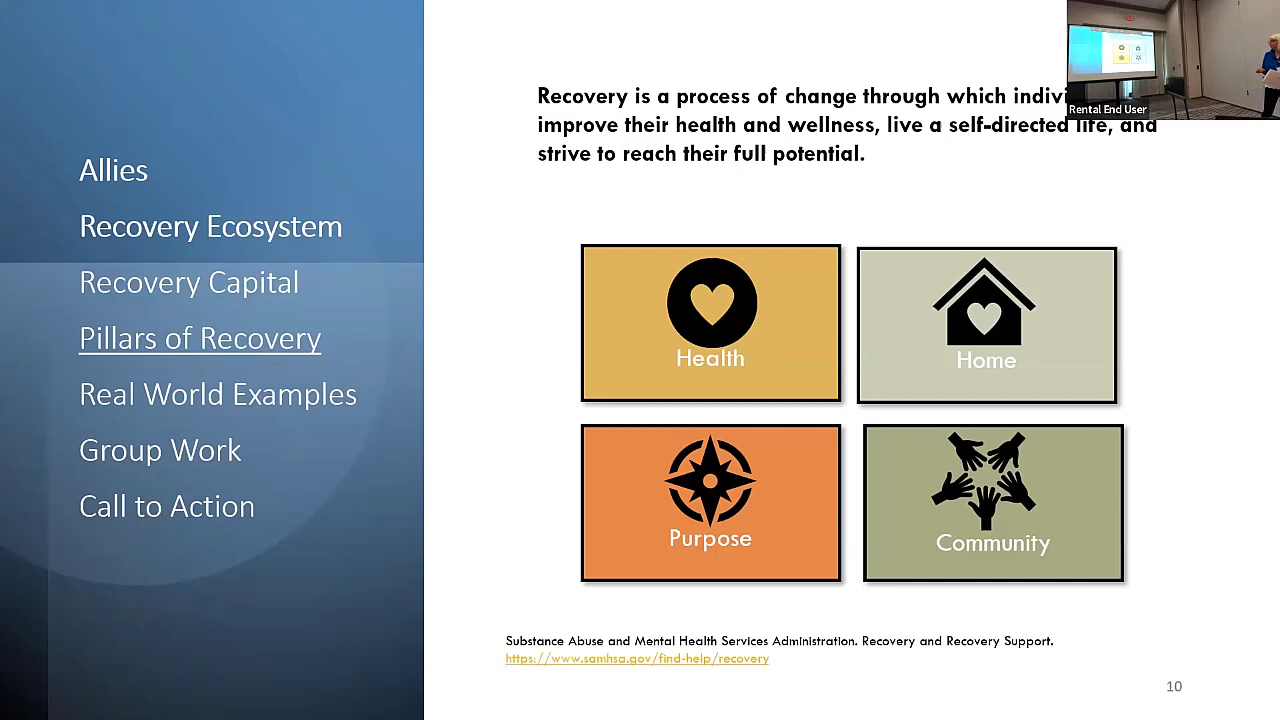 Allies
Recovery Ecosystem
Recovery Capital
Pillars of Recovery
Real World Examples
Group Work
Call to Action
Recovery is a process of change through which
improve their health and wellness, live a self-directed life, and
strive to reach their full potential.
Rental End User
Health
Home
Purpose
Community
Substance Abuse and Mental Health Services Administration. Recovery and Recovery Support.
https://www.samhsa.gov/find-help/recovery
10